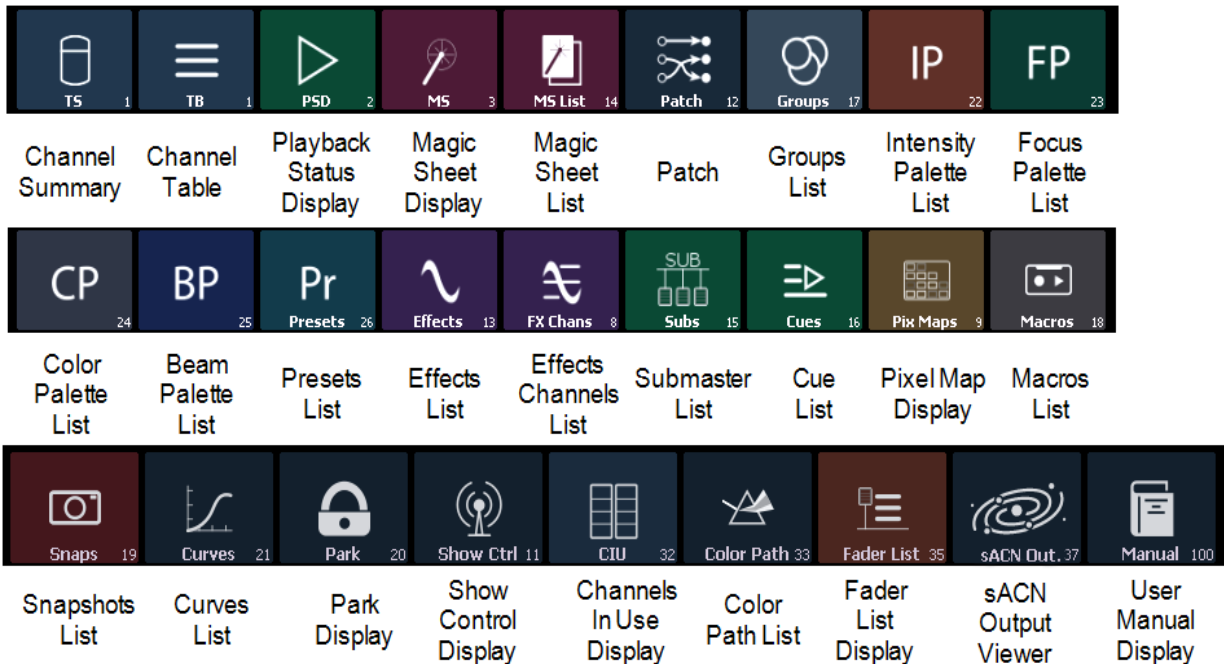 IP FP
TS 1 TB 1 PSD 2 MS 3 MS List 14 Patch 12 Groups 17 22 23
Channel Summary
Channel Table
Playback Status Display
Magic Sheet Display
Magic Sheet List
Patch
Groups List
Intensity Palette List
Focus Palette List
CP BP Pr SUB
24 25 Presets 26 Effects 13 FX Chans 8 Subs 15 Cues 16 Pix Maps 9 Macros 18
Color Palette List
Beam Palette List
Presets List
Effects List
Effects Channels List
Submaster List
Cue List
Pixel Map Display
Macros List
Snaps 19 Curves 21 Park 20 Show Ctrl 11 CIU 32 Color Path 33 Fader List 35 sACN Out. 37 Manual 100
Snapshots List
Curves List
Park Display
Show Control Display
Channels In Use Display
Color Path List
Fader List Display
sACN Output Viewer
User Manual Display